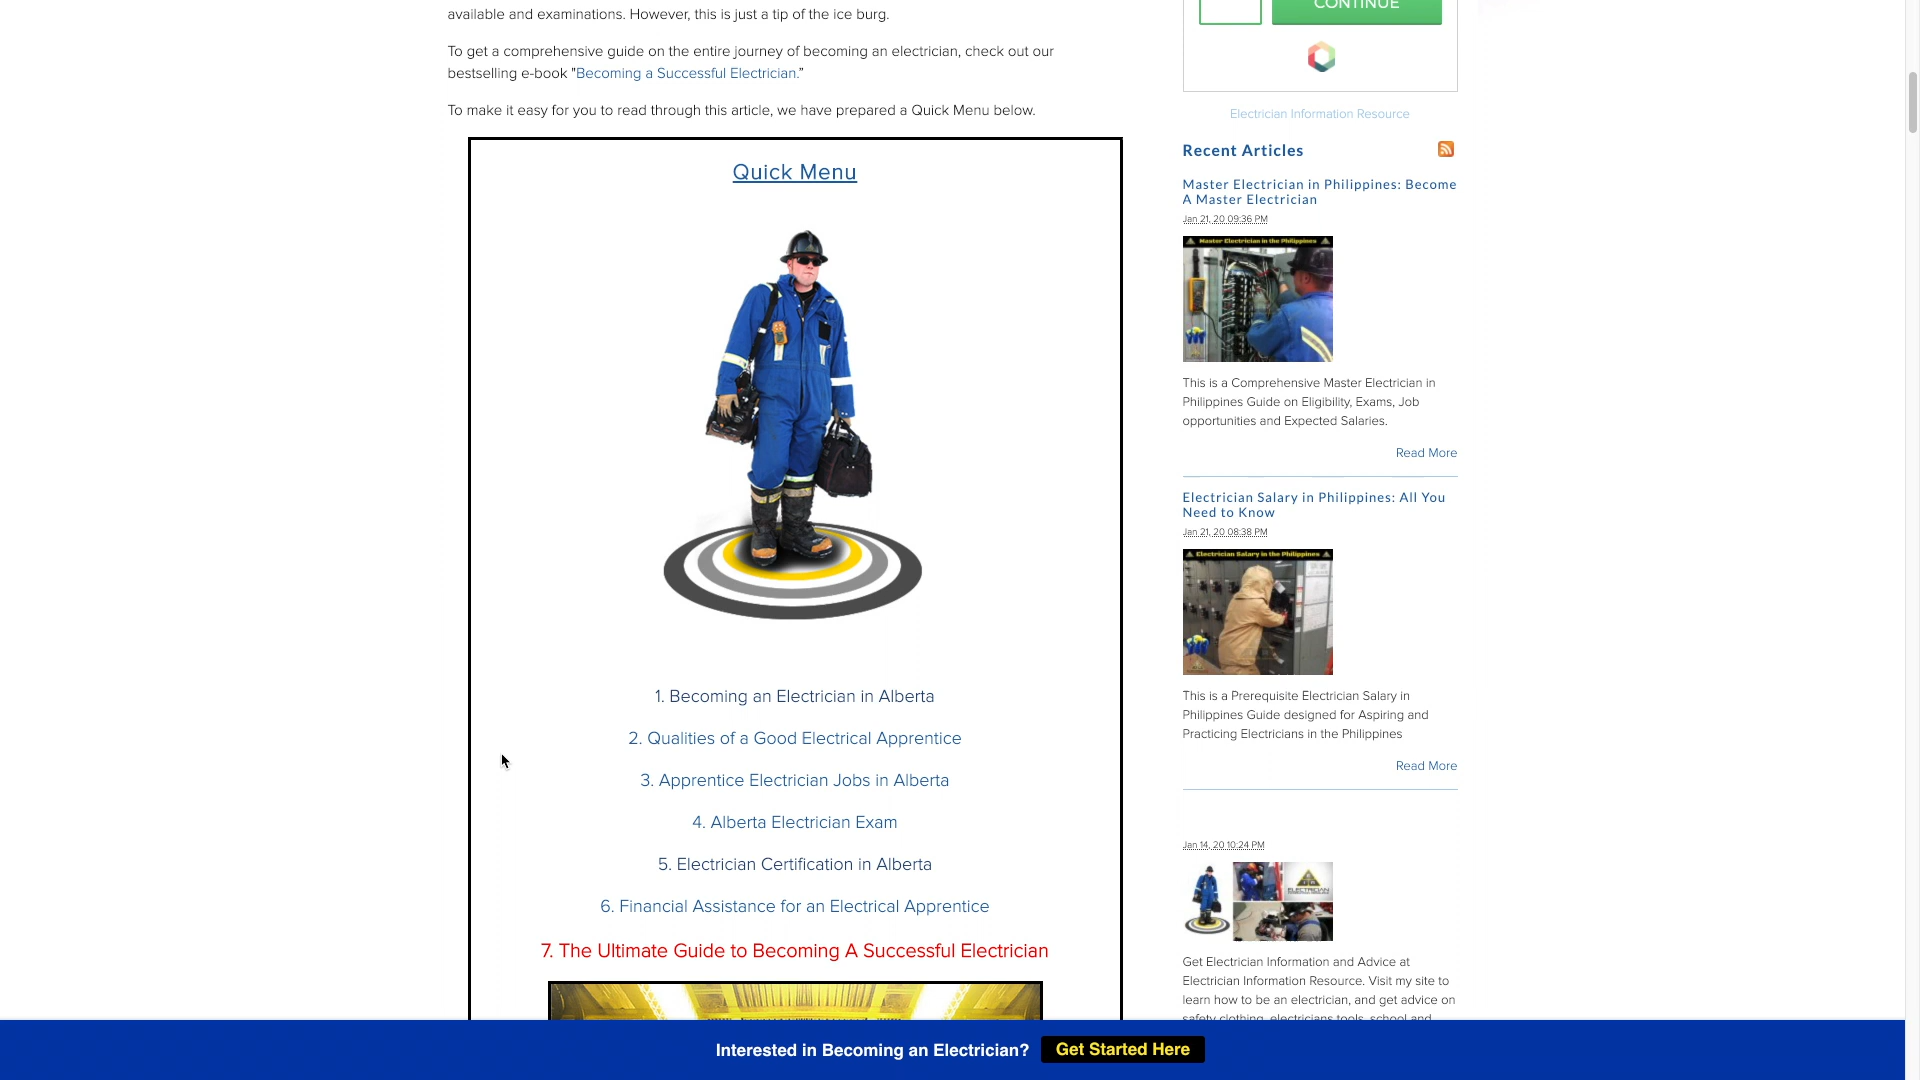 available and examinations. However, this is just a tip of the ice burg.
To get a comprehensive guide on the entire journey of becoming an electrician, check out our
bestselling e-book "Becoming a Successful Electrician.”
To make it easy for you to read through this article, we have prepared a Quick Menu below.
Quick Menu
1. Becoming an Electrician in Alberta
2. Qualities of a Good Electrical Apprentice
3. Apprentice Electrician Jobs in Alberta
4. Alberta Electrician Exam
5. Electrician Certification in Alberta
6. Financial Assistance for an Electrical Apprentice
7. The Ultimate Guide to Becoming A Successful Electrician
CONTINUE
Electrician Information Resource
Recent Articles
Master Electrician in Philippines: Become
A Master Electrician
Jan 21, 20 09:36 PM
Master Electrician in the Philippines
This is a Comprehensive Master Electrician in
Philippines Guide on Eligibility, Exams, Job
opportunities and Expected Salaries.
Read More
Electrician Salary in Philippines: All You
Need to Know
Jan 21, 20 08:38 PM
Electrician Salary in the Philippines
This is a Prerequisite Electrician Salary in
Philippines Guide designed for Aspiring and
Practicing Electricians in the Philippines
Read More
Jan 14, 20 10:24 PM
ELECTRICIAN
Get Electrician Information and Advice at
Electrician Information Resource. Visit my site to
learn how to be an electrician, and get advice on
safety clothing, electricians tools, school and
Interested in Becoming an Electrician?
Get Started Here